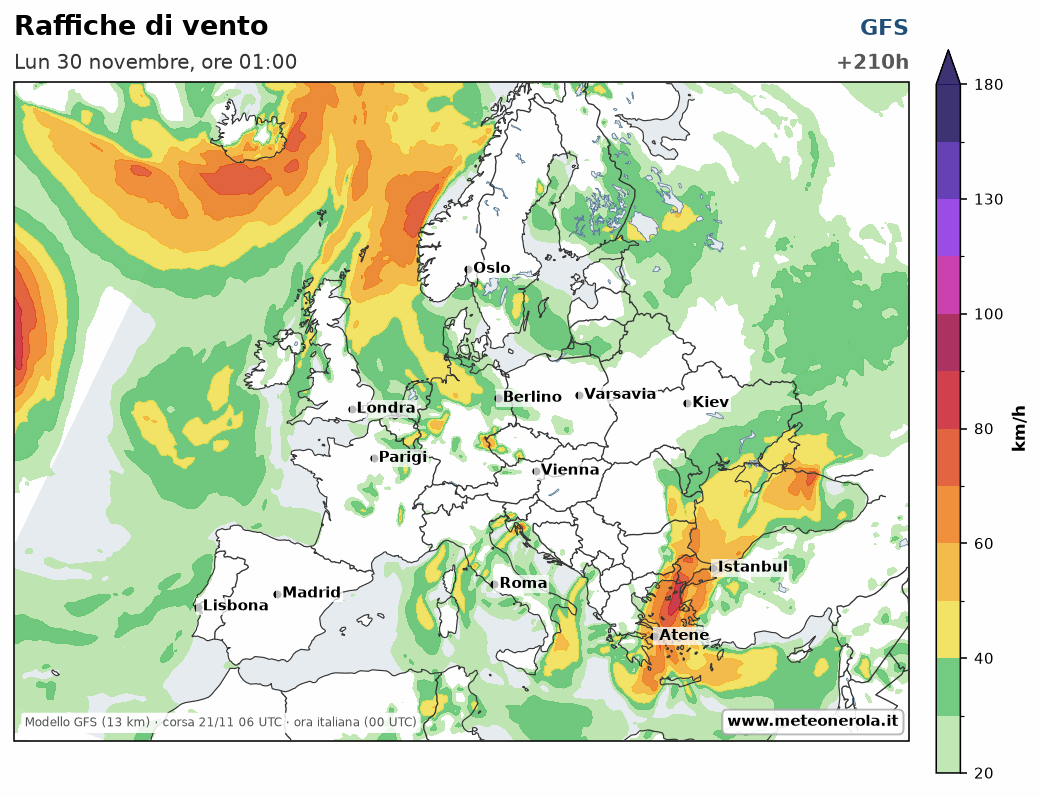 Raffiche di vento
GFS
Lun 30 novembre, ore 01:00
+210h
180
130
100
80
60
40
20
km/h
Oslo
Berlino
Varsavia
Kiev
Londra
Parigi
Vienna
Istanbul
Roma
Madrid
Lisbona
Atene
Modello GFS (13 km) · corsa 21/11 06 UTC · ora italiana (00 UTC)
www.meteonerola.it